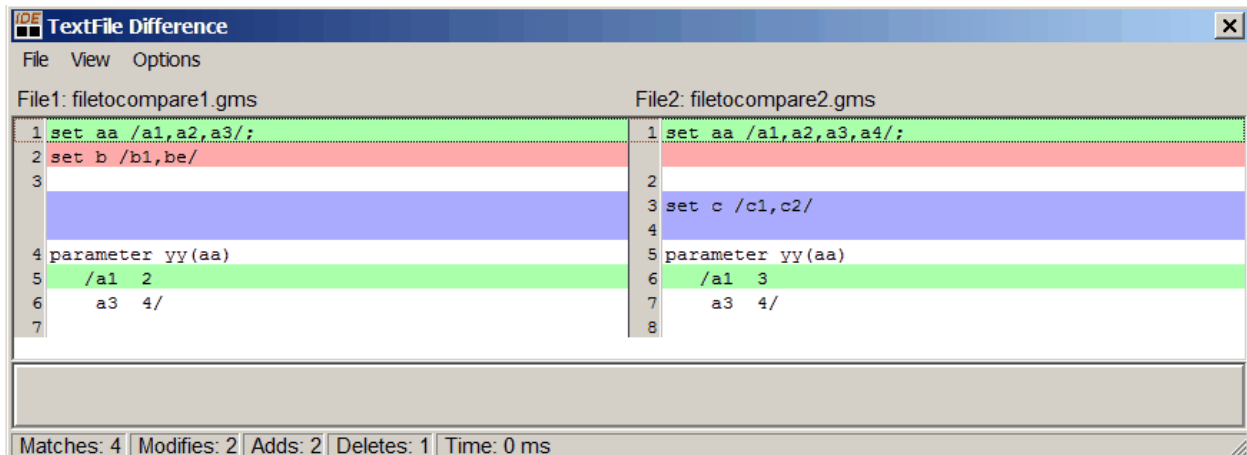 IDE TextFile Difference
File View Options
File1: filetocompare1.gms File2: filetocompare2.gms
1 set aa /a1,a2,a3/; 1 set aa /a1,a2,a3,a4/;
2 set b /b1,be/
3 2
3 set c /c1,c2/
4
4 parameter yy(aa) 5 parameter yy(aa)
5 /a1 2 6 /a1 3
6 a3 4/ 7 a3 4/
7 8
Matches: 4 Modifies: 2 Adds: 2 Deletes: 1 Time: 0 ms